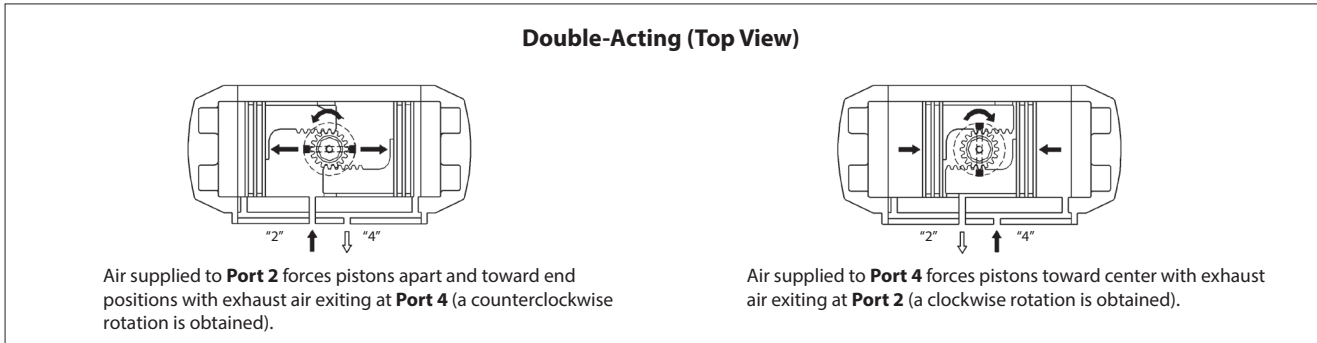 Double-Acting (Top View)
"2"
"4"
Air supplied to Port 2 forces pistons apart and toward end
positions with exhaust air exiting at Port 4 (a counterclockwise
rotation is obtained).
"2"
"4"
Air supplied to Port 4 forces pistons toward center with exhaust
air exiting at Port 2 (a clockwise rotation is obtained).